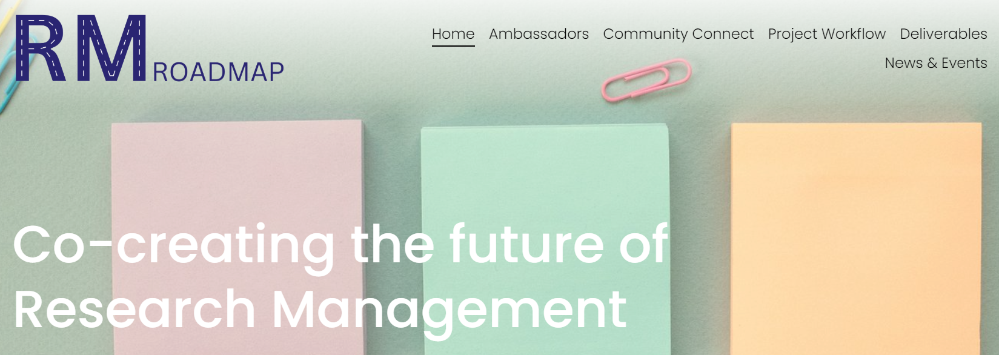 RM ROADMAP
Home Ambassadors Community Connect Project Workflow Deliverables
News & Events
Co-creating the future of
Research Management